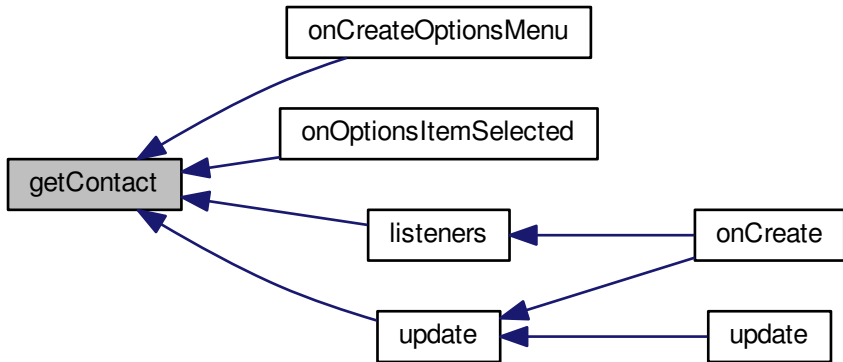 onCreateOptionsMenu
onOptionsItemSelected
getContact
listeners
onCreate
update
update